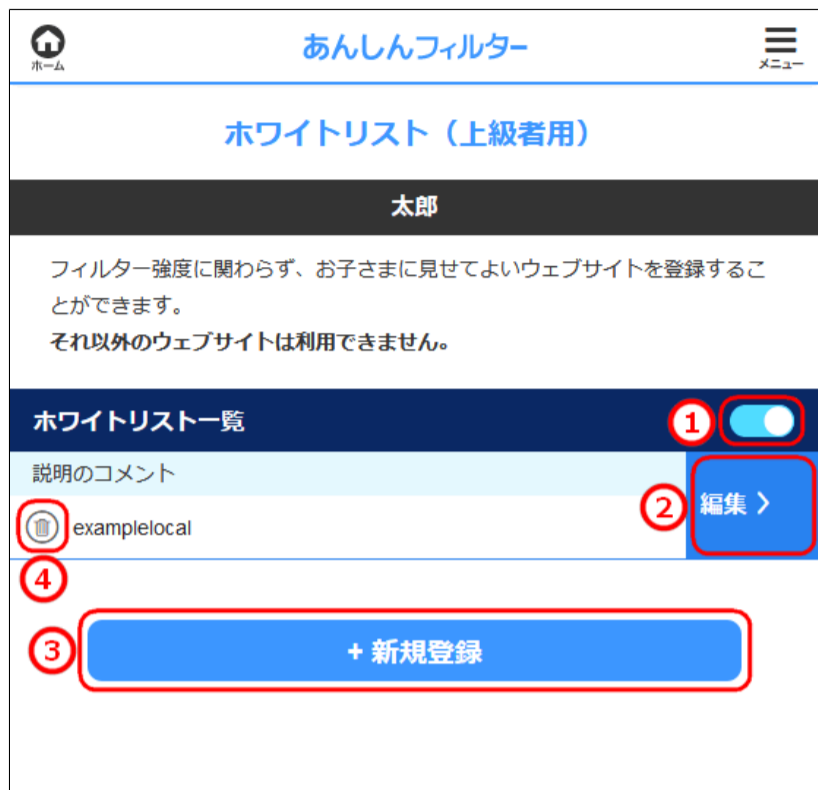 あんしんフィルター
ホーム
メニュー
ホワイトリスト（上級者用）
太郎
フィルター強度に関わらず、お子さまに見せてよいウェブサイトを登録するこ
とができます。
それ以外のウェブサイトは利用できません。
ホワイトリスト一覧
1
説明のコメント
2
編集
examplelocal
4
3
+ 新規登録